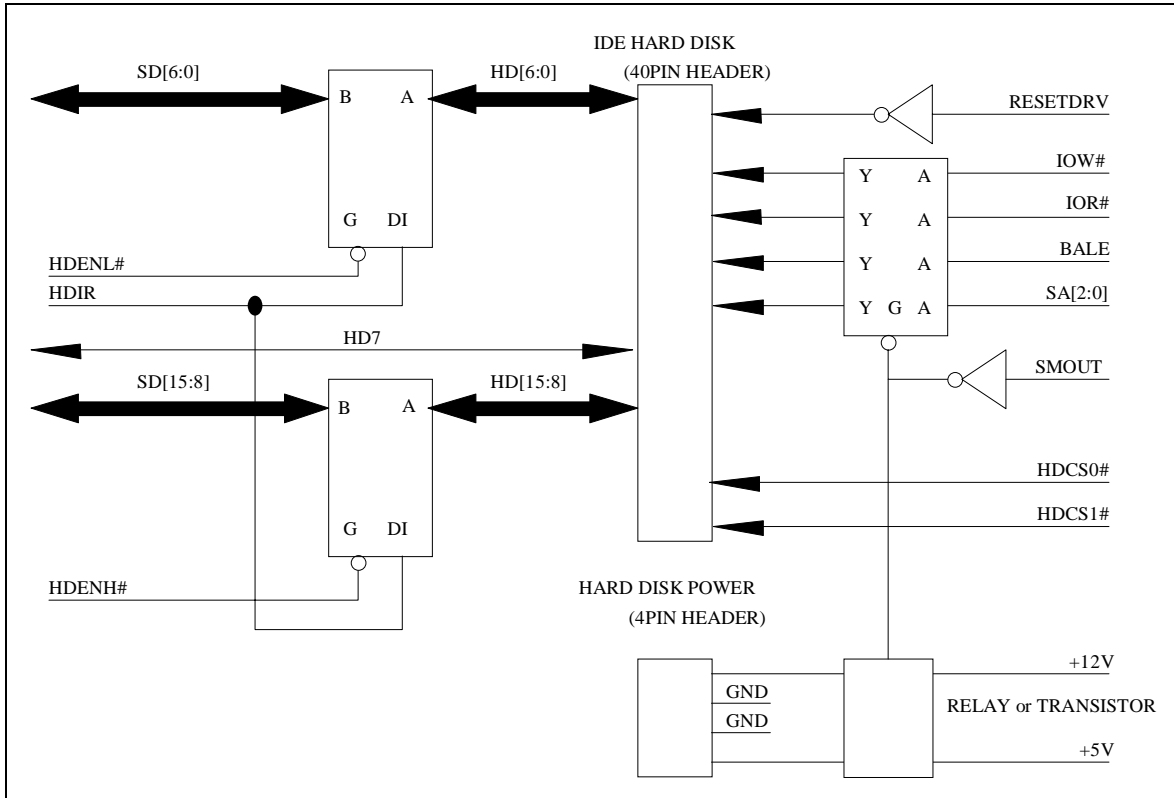 IDE HARD DISK
(40PIN HEADER)
SD[6:0]
HD[6:0]
B A
G DI
HDENL#
HDIR
HD7
SD[15:8]
HD[15:8]
B A
G DI
HDENH#
RESETDRV
Y A IOW#
Y A IOR#
Y A BALE
Y G A SA[2:0]
SMOUT
HDCS0#
HDCS1#
HARD DISK POWER
(4PIN HEADER)
GND
GND
+12V
RELAY or TRANSISTOR
+5V